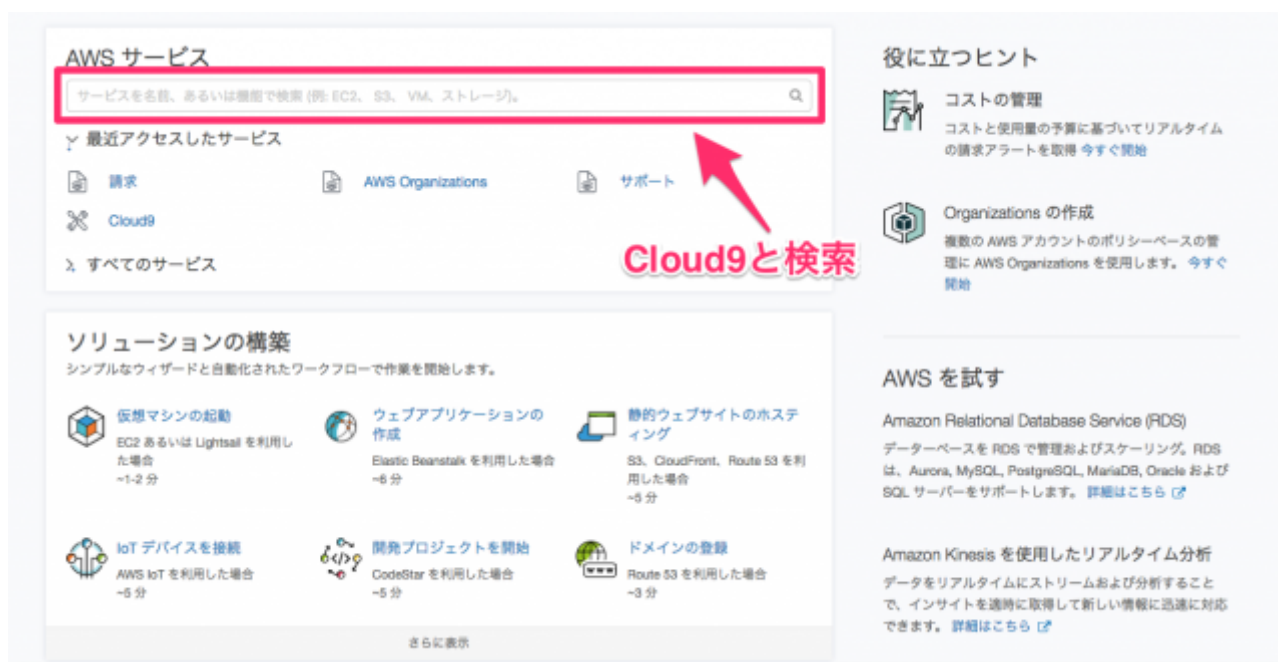 AWS サービス
サービスを名前、あるいは機能で検索 (例: EC2、 S3、 VM、ストレージ)。
最近アクセスしたサービス
請求
AWS Organizations
サポート
Cloud9
Cloud9と検索
すべてのサービス
ソリューションの構築
シンプルなウィザードと自動化されたワークフローで作業を開始します。
仮想マシンの起動
EC2 あるいは Lightsail を利用し
た場合
~1-2 分
ウェブアプリケーションの
作成
Elastic Beanstalk を利用した場合
~6 分
静的ウェブサイトのホステ
ィング
S3、CloudFront、Route 53 を利
用した場合
~5 分
IoT デバイスを接続
AWS IoT を利用した場合
~5 分
開発プロジェクトを開始
CodeStar を利用した場合
~5 分
ドメインの登録
Route 53 を利用した場合
~3 分
さらに表示
役に立つヒント
コストの管理
コストと使用量の予算に基づいてリアルタイム
の請求アラートを取得 今すぐ開始
Organizations の作成
複数の AWS アカウントのポリシーベースの管
理に AWS Organizations を使用します。 今すぐ
開始
AWS を試す
Amazon Relational Database Service (RDS)
データーベースを RDS で管理およびスケーリング。RDS
は、Aurora, MySQL, PostgreSQL, MariaDB, Oracle および
SQL サーバーをサポートします。 詳細はこちら
Amazon Kinesis を使用したリアルタイム分析
データをリアルタイムにストリームおよび分析すること
で、インサイトを適時に取得して新しい情報に迅速に対応
できます。 詳細はこちら